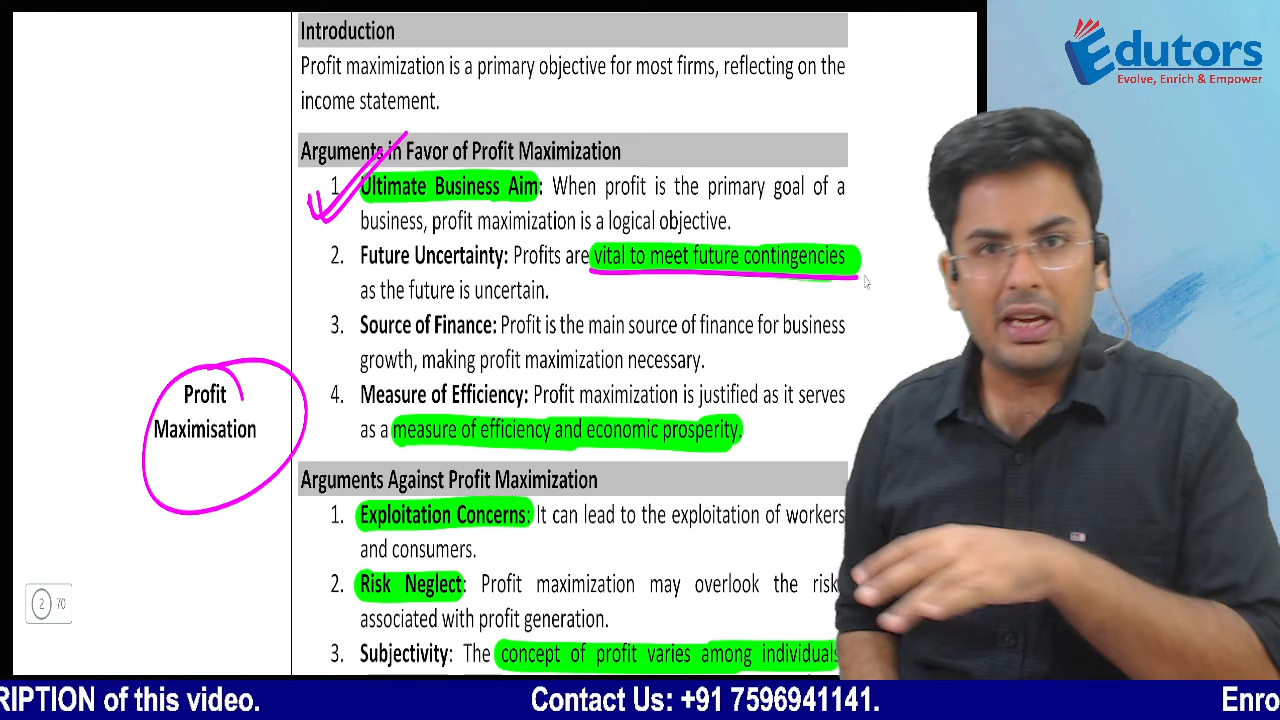 Introduction
Profit maximization is a primary objective for most firms, reflecting on the
income statement.
Arguments in Favor of Profit Maximization
1. Ultimate Business Aim: When profit is the primary goal of a
business, profit maximization is a logical objective.
2. Future Uncertainty: Profits are vital to meet future contingencies
as the future is uncertain.
3. Source of Finance: Profit is the main source of finance for business
growth, making profit maximization necessary.
4. Measure of Efficiency: Profit maximization is justified as it serves
as a measure of efficiency and economic prosperity.
Profit
Maximisation
Arguments Against Profit Maximization
1. Exploitation Concerns: It can lead to the exploitation of workers
and consumers.
2. Risk Neglect: Profit maximization may overlook the risk
associated with profit generation.
3. Subjectivity: The concept of profit varies among individuals
2 70
Edutors
Evolve, Enrich & Empower
RIPTION of this video. Contact Us: +91 7596941141. Enro